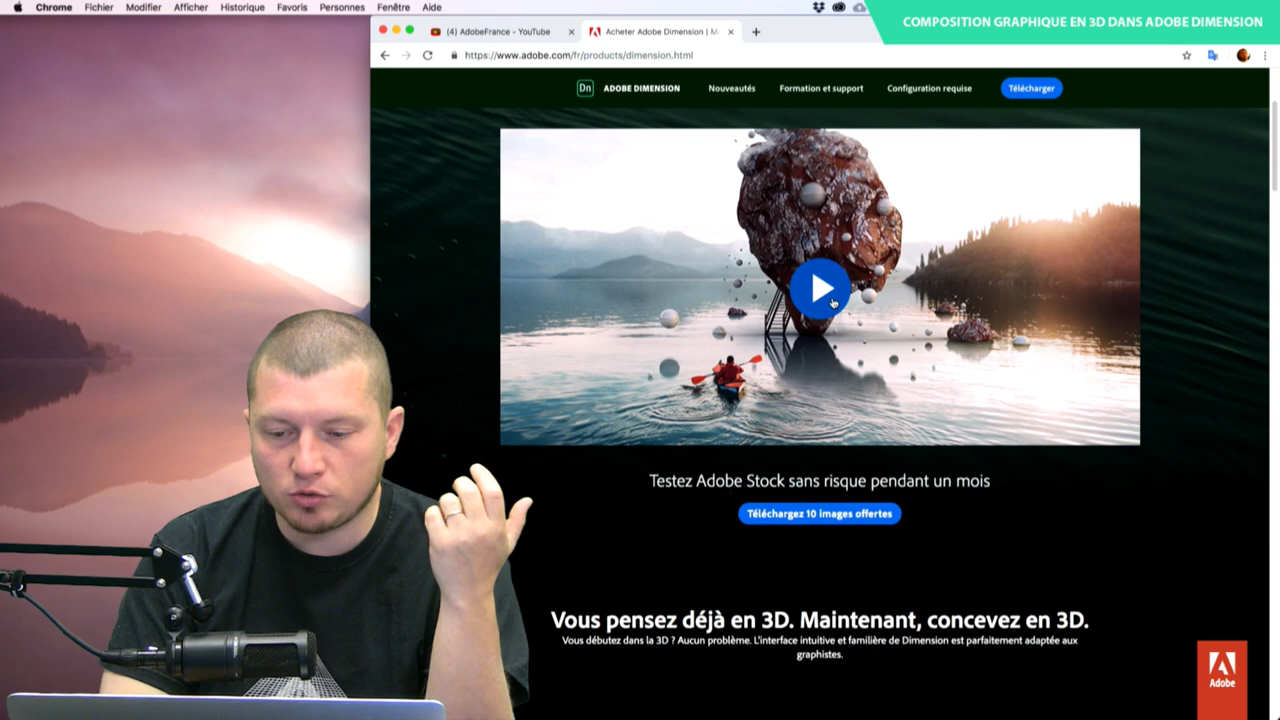 Chrome Fichier Modifier Afficher Historique Favoris Personnes Fenêtre Aide
COMPOSITION GRAPHIQUE EN 3D DANS ADOBE DIMENSION
(4) AdobeFrance - YouTube
Acheter Adobe Dimension | M
https://www.adobe.com/fr/products/dimension.html
Dn ADOBE DIMENSION Nouveautés Formation et support Configuration requise Télécharger
Testez Adobe Stock sans risque pendant un mois
Téléchargez 10 images offertes
Vous pensez déjà en 3D. Maintenant, concevez en 3D.
Vous débutez dans la 3D ? Aucun problème. L'interface intuitive et familière de Dimension est parfaitement adaptée aux
graphistes.
Adobe